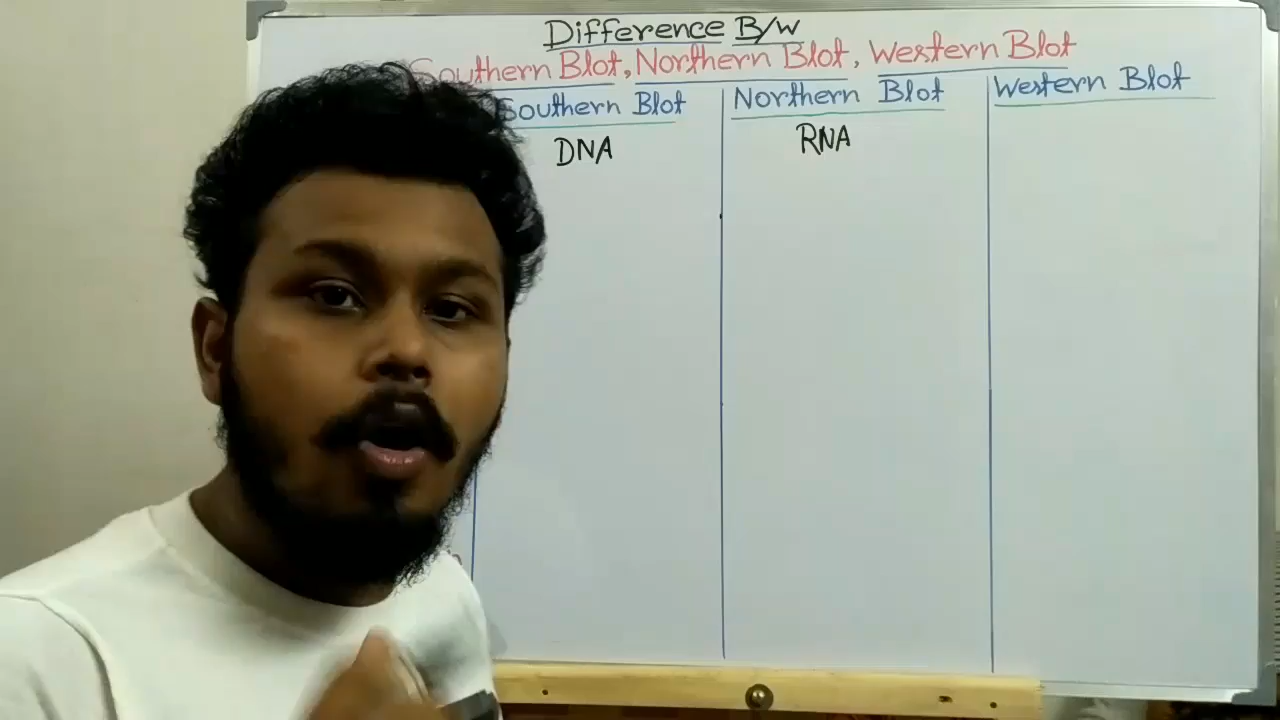 Difference B/w
Southern Blot, Northern Blot, Western Blot
Southern Blot Northern Blot Western Blot
DNA RNA